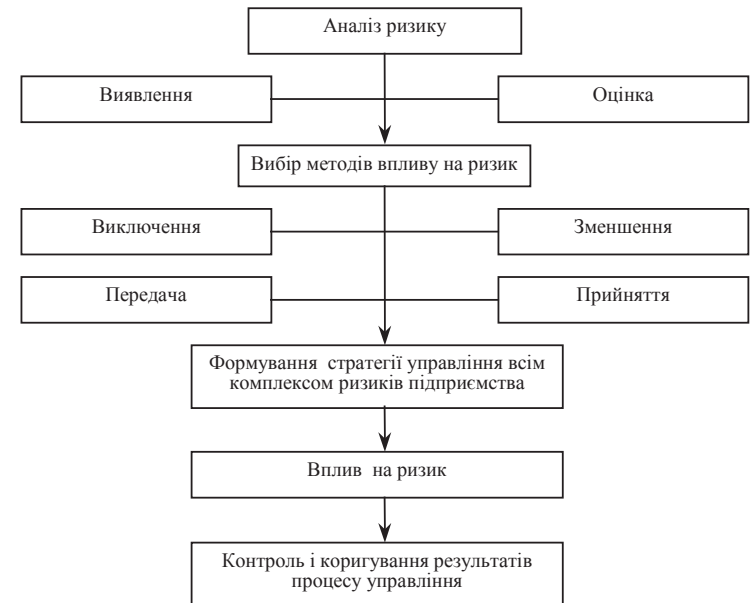 Аналіз ризику
Виявлення
Оцінка
Вибір методів впливу на ризик
Виключення
Зменшення
Передача
Прийняття
Формування стратегії управління всім
комплексом ризиків підприємства
Вплив на ризик
Контроль і коригування результатів
процесу управління